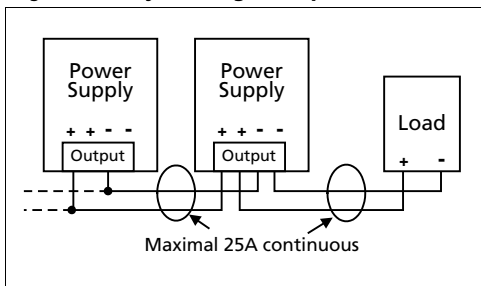 Power Supply
+ + - -
Output
Power Supply
+ + - -
Output
Load
+ -
Maximal 25A continuous